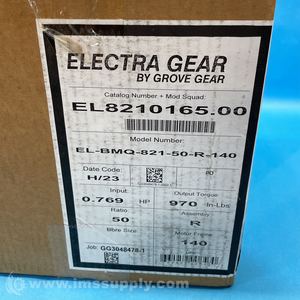 ELECTRA GEAR
BY GROVE GEAR
Catalog Number + Mod Squad:
EL8210165.00
Model Number:
EL-BMQ-821-50-R-140
Date Code:
H/23
PO
Input: Output Torque
0.769 HP 970 In-Lbs
Ratio Assembly
50 R
Bore Size: Motor Frame
140
Job: GG3048478-1
© www.imssupply.com